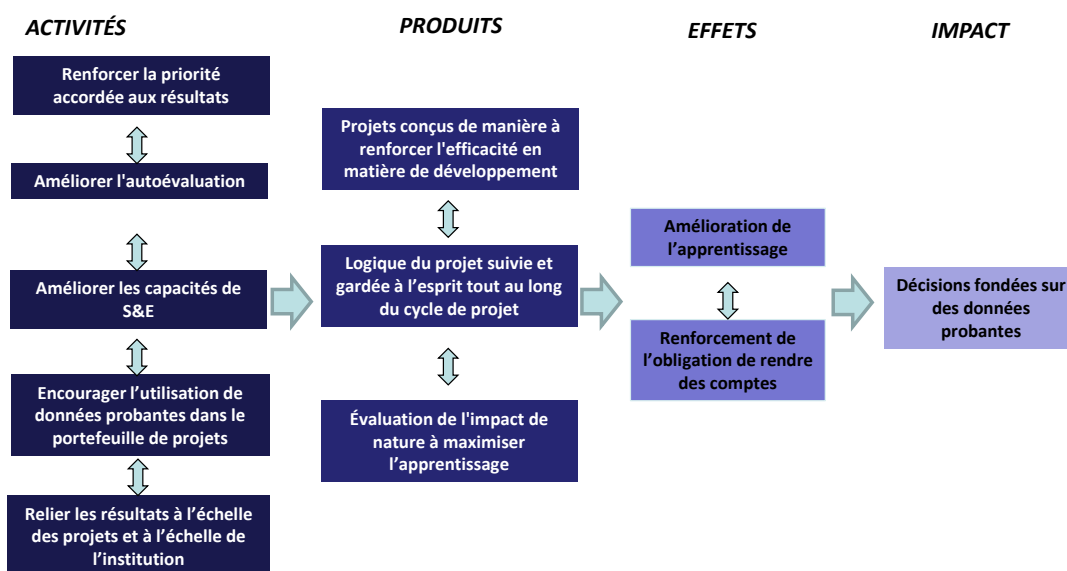 ACTIVITÉS
Renforcer la priorité
accordée aux résultats
Améliorer l'autoévaluation
Améliorer les capacités de
S&E
Encourager l’utilisation de
données probantes dans le
portefeuille de projets
Relier les résultats à l’échelle
des projets et à l’échelle de
l’institution
PRODUITS
Projets conçus de manière à
renforcer l'efficacité en
matière de développement
Logique du projet suivie et
gardée à l’esprit tout au long
du cycle de projet
Évaluation de l'impact de
nature à maximiser
l’apprentissage
EFFETS
Amélioration de
l’apprentissage
Renforcement de
l’obligation de rendre
des comptes
IMPACT
Décisions fondées sur
des données
probantes